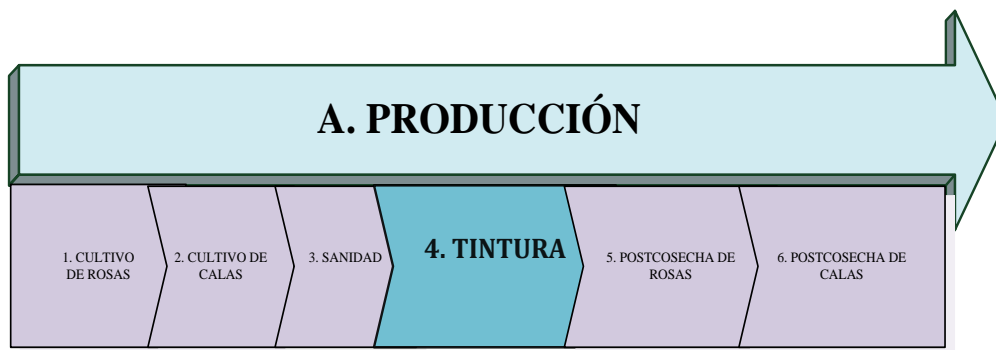 A. PRODUCCIÓN
1. CULTIVO
DE ROSAS
2. CULTIVO DE
CALAS
3. SANIDAD
4. TINTURA
5. POSTCOSECHA DE
ROSAS
6. POSTCOSECHA DE
CALAS